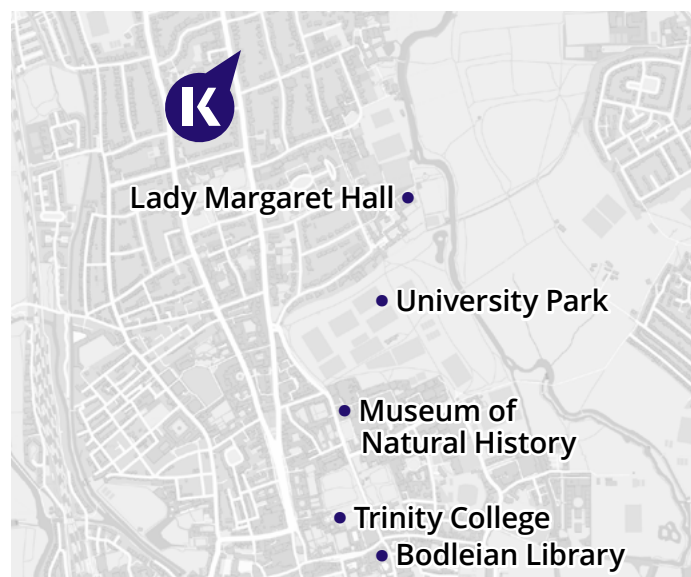 K
Lady Margaret Hall
University Park
Museum of
Natural History
Trinity College
Bodleian Library